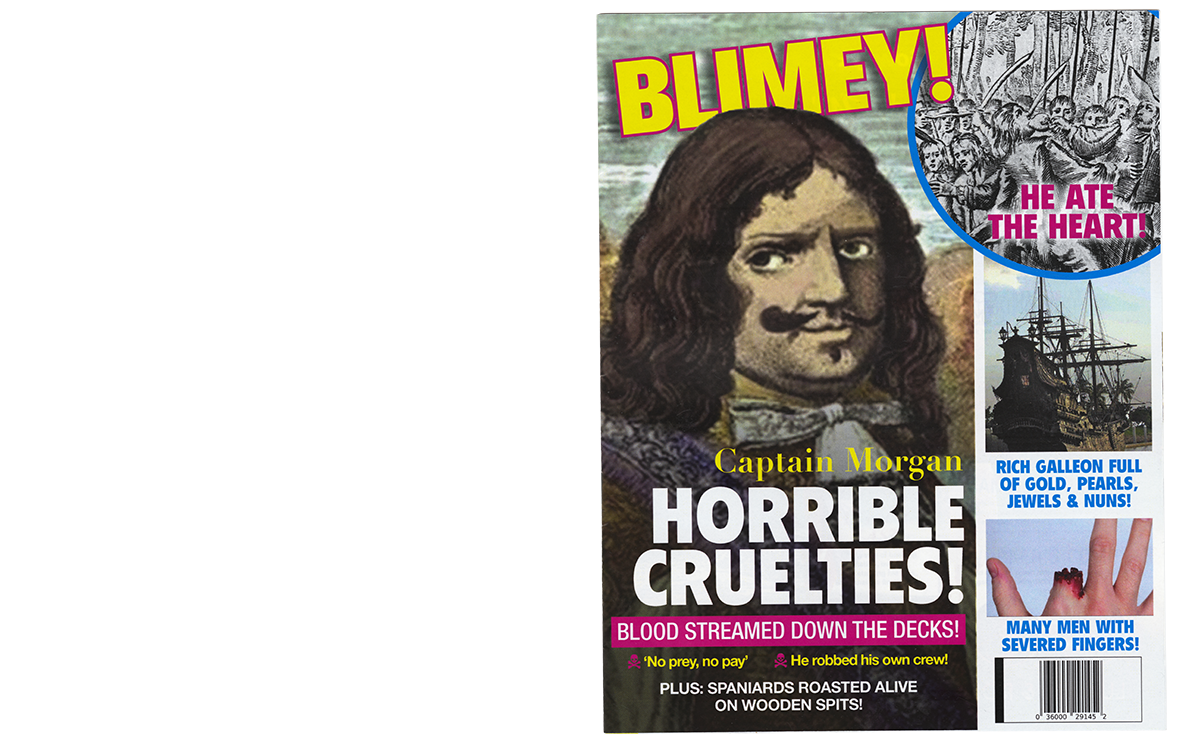 BLIMEY!
HE ATE
THE HEART!
Captain Morgan
HORRIBLE
CRUELTIES!
BLOOD STREAMED DOWN THE DECKS!
‘No prey, no pay’ He robbed his own crew!
PLUS: SPANIARDS ROASTED ALIVE
ON WOODEN SPITS!
RICH GALLEON FULL
OF GOLD, PEARLS,
JEWELS & NUNS!
MANY MEN WITH
SEVERED FINGERS!
0 36000 29145 2